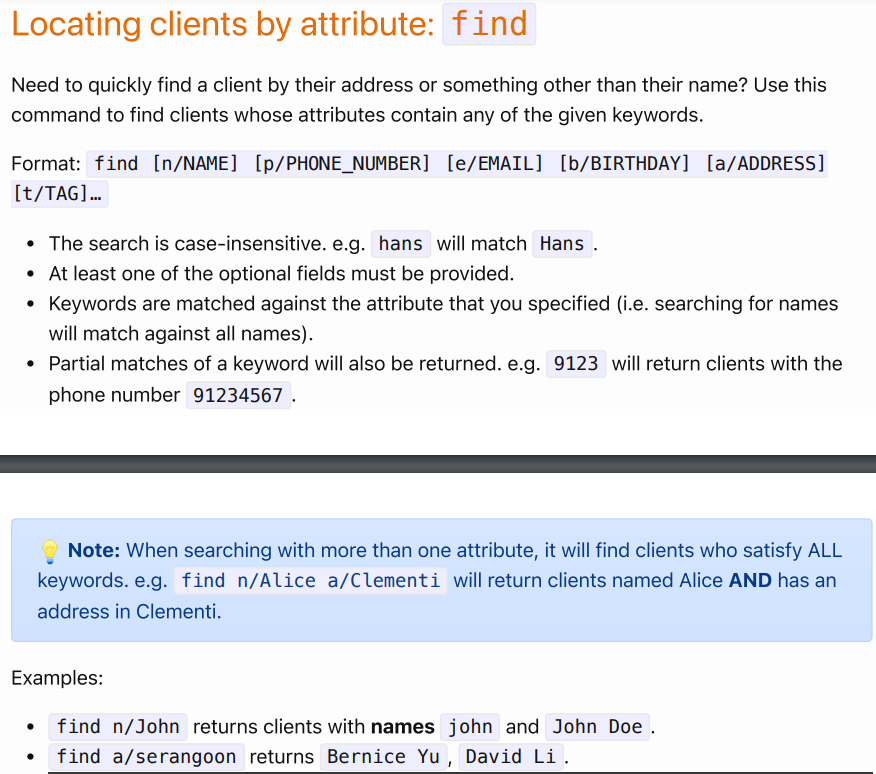 Locating clients by attribute: find
Need to quickly find a client by their address or something other than their name? Use this
command to find clients whose attributes contain any of the given keywords.
Format: find [n/NAME] [p/PHONE_NUMBER] [e/EMAIL] [b/BIRTHDAY] [a/ADDRESS]
[t/TAG]…
• The search is case-insensitive. e.g. hans will match Hans .
• At least one of the optional fields must be provided.
• Keywords are matched against the attribute that you specified (i.e. searching for names
will match against all names).
• Partial matches of a keyword will also be returned. e.g. 9123 will return clients with the
phone number 91234567 .
💡 Note: When searching with more than one attribute, it will find clients who satisfy ALL
keywords. e.g. find n/Alice a/Clementi will return clients named Alice AND has an
address in Clementi.
Examples:
• find n/John returns clients with names john and John Doe .
• find a/serangoon returns Bernice Yu , David Li .